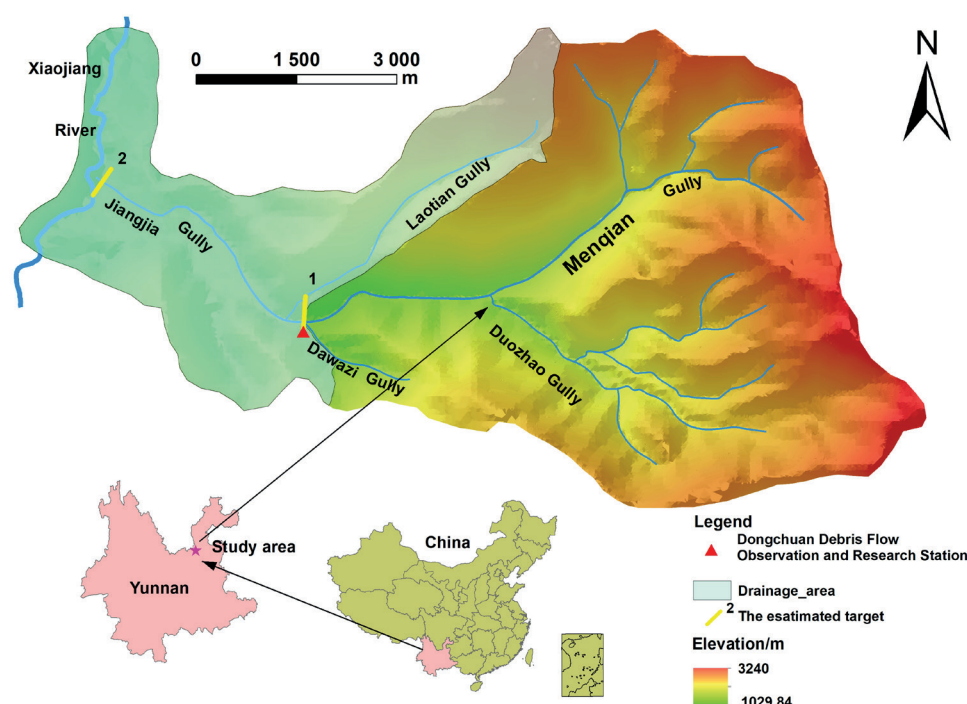 N
0 1 500 3 000
m
Xiaojiang
River
2
Jiangjia
Gully
Laotian Gully
Gully
Menqian
1
Dawazi Gully
Duozhao Gully
Study area
Yunnan
China
Legend
Dongchuan Debris Flow
Observation and Research Station
Drainage_area
2 The esatimated target
Elevation/m
3240
1029.84